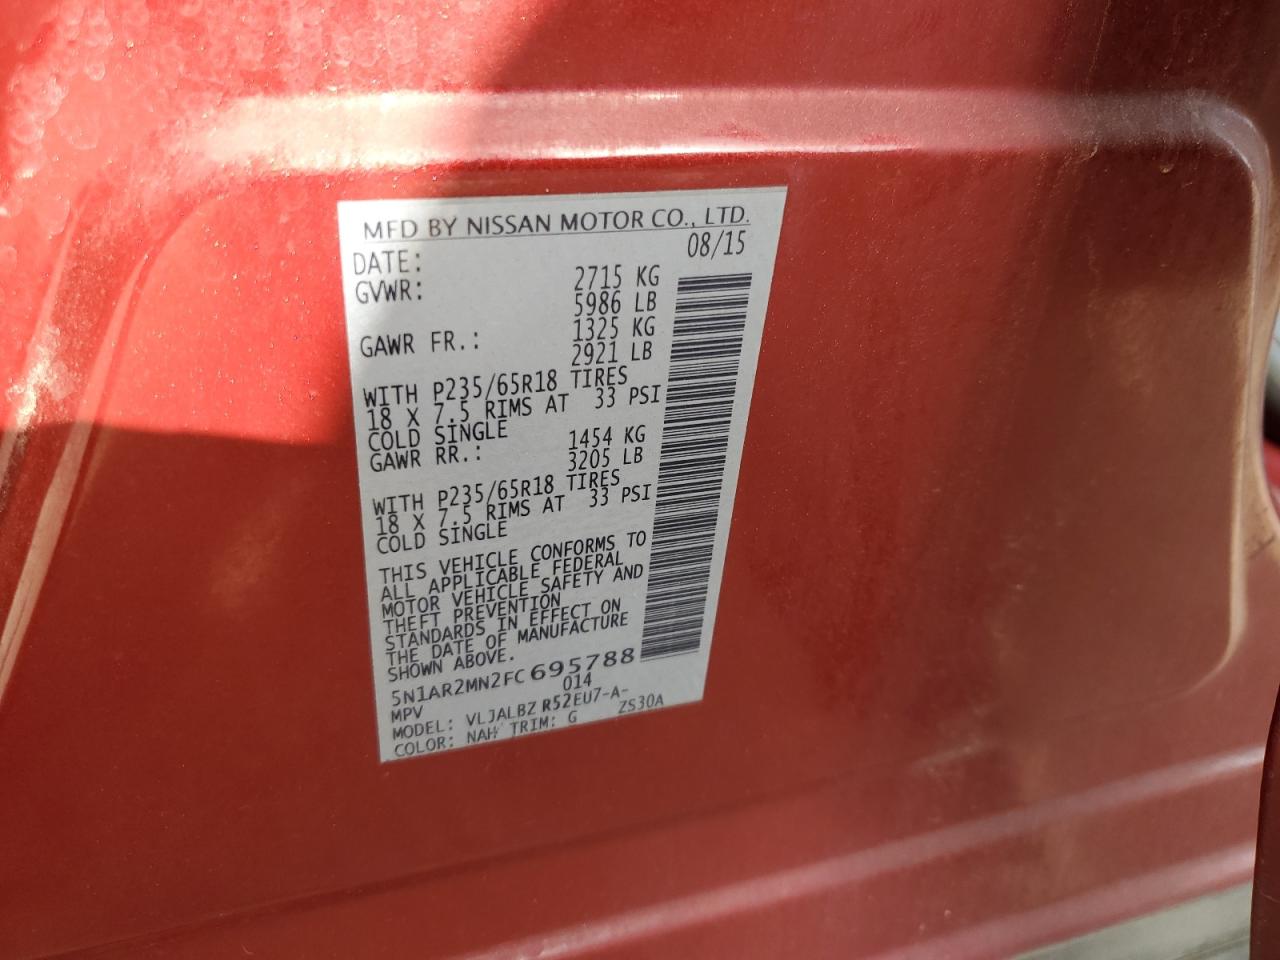 MFD BY NISSAN MOTOR CO., LTD.
DATE: 08/15
GVWR: 2715 KG
5986 LB
GAWR FR.: 1325 KG
2921 LB
WITH P235/65R18 TIRES
18 X 7.5 RIMS AT 33 PSI
COLD SINGLE
GAWR RR.: 1454 KG
3205 LB
WITH P235/65R18 TIRES
18 X 7.5 RIMS AT 33 PSI
COLD SINGLE
THIS VEHICLE CONFORMS TO
ALL APPLICABLE FEDERAL
MOTOR VEHICLE SAFETY AND
THEFT PREVENTION
STANDARDS IN EFFECT ON
THE DATE OF MANUFACTURE
SHOWN ABOVE.
5N1AR2MN2FC695788
MPV 014
MODEL: VLJALBZ R52EU7-A-
COLOR: NAH TRIM: G ZS30A